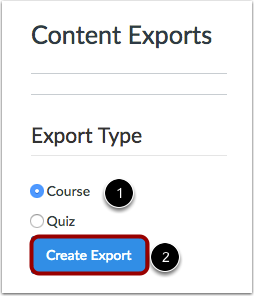 Content Exports
Export Type
Course 1
Quiz
Create Export 2